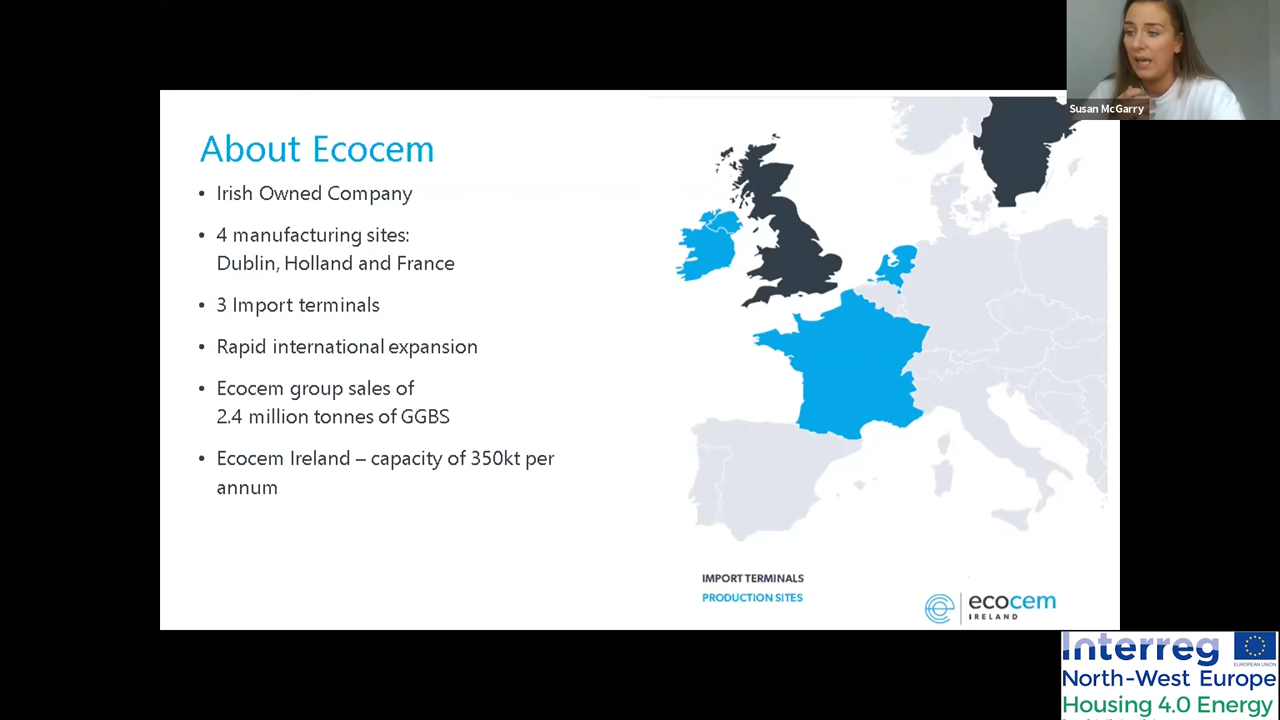 Susan McGarry
About Ecocem
• Irish Owned Company
• 4 manufacturing sites:
Dublin, Holland and France
• 3 Import terminals
• Rapid international expansion
• Ecocem group sales of
2.4 million tonnes of GGBS
• Ecocem Ireland – capacity of 350kt per
annum
IMPORT TERMINALS
PRODUCTION SITES
ecocem
IRELAND
Interreg
EUROPEAN UNION
North-West Europe
Housing 4.0 Energy